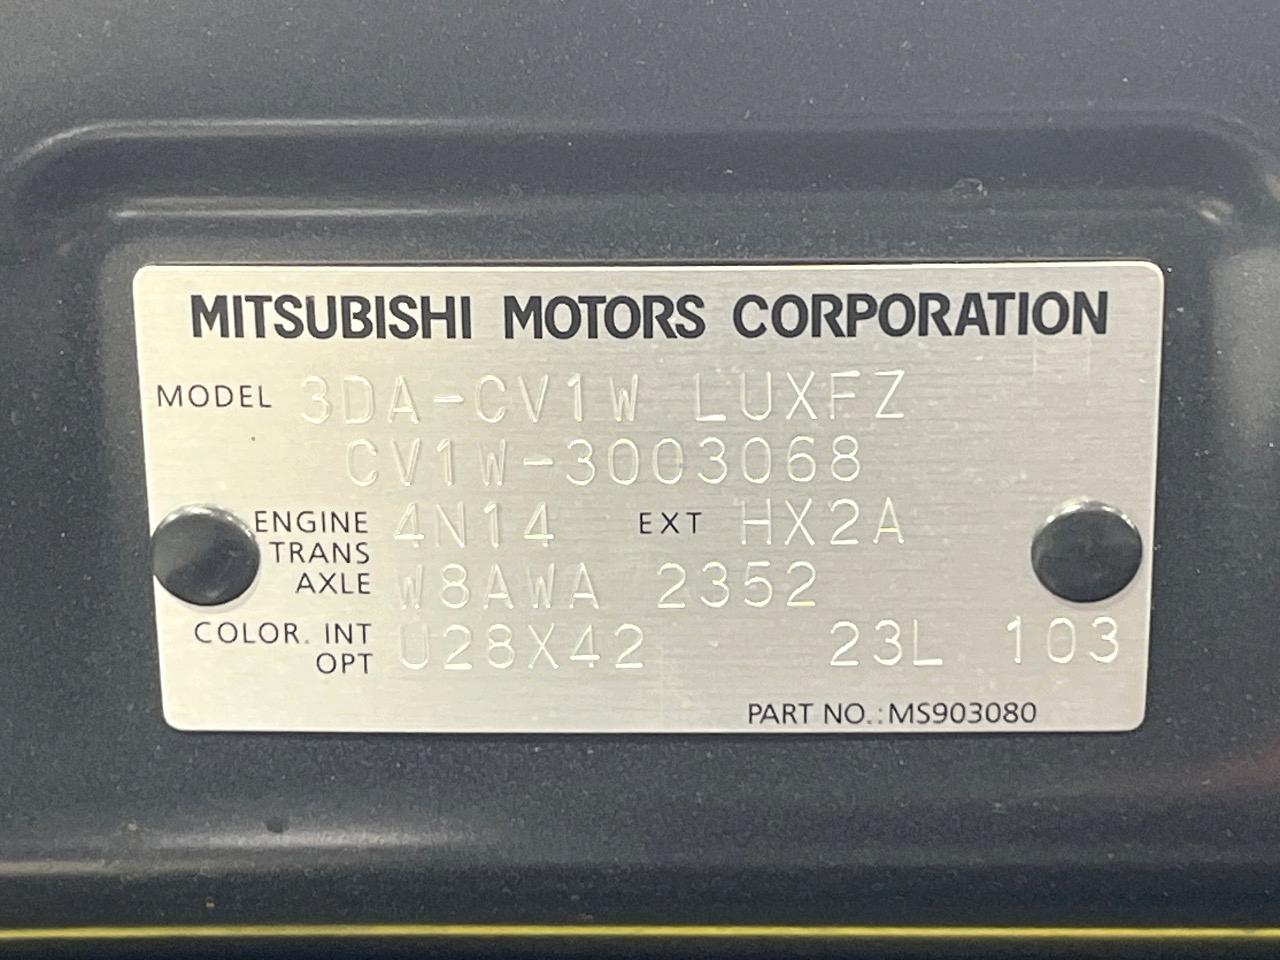 MITSUBISHI MOTORS CORPORATION
MODEL 3DA-CV1W LUXFZ
CV1W-3003068
ENGINE 4N14 EXT HX2A
TRANS
AXLE W8AWA 2352
COLOR. INT
OPT U28X42 23L 103
PART NO.:MS903080